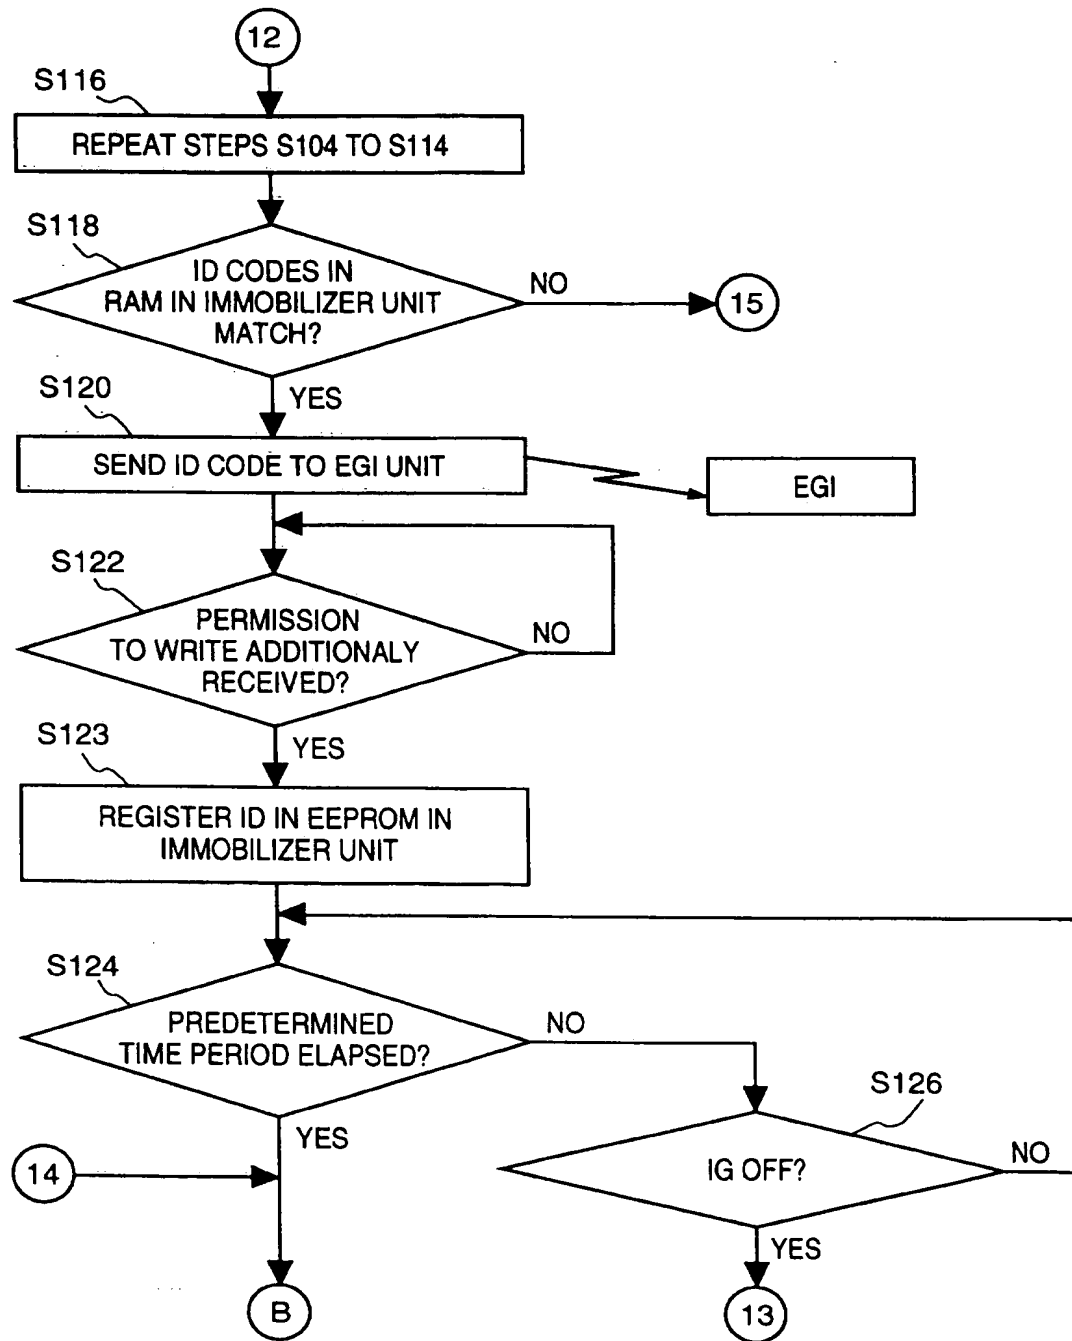 12
S116
REPEAT STEPS S104 TO S114
S118
ID CODES IN
RAM IN IMMOBILIZER UNIT
MATCH?
NO
15
YES
S120
SEND ID CODE TO EGI UNIT
EGI
S122
PERMISSION
TO WRITE ADDITIONALY
RECEIVED?
NO
YES
S123
REGISTER ID IN EEPROM IN
IMMOBILIZER UNIT
S124
PREDETERMINED
TIME PERIOD ELAPSED?
NO
YES
S126
IG OFF?
NO
YES
14
B
13